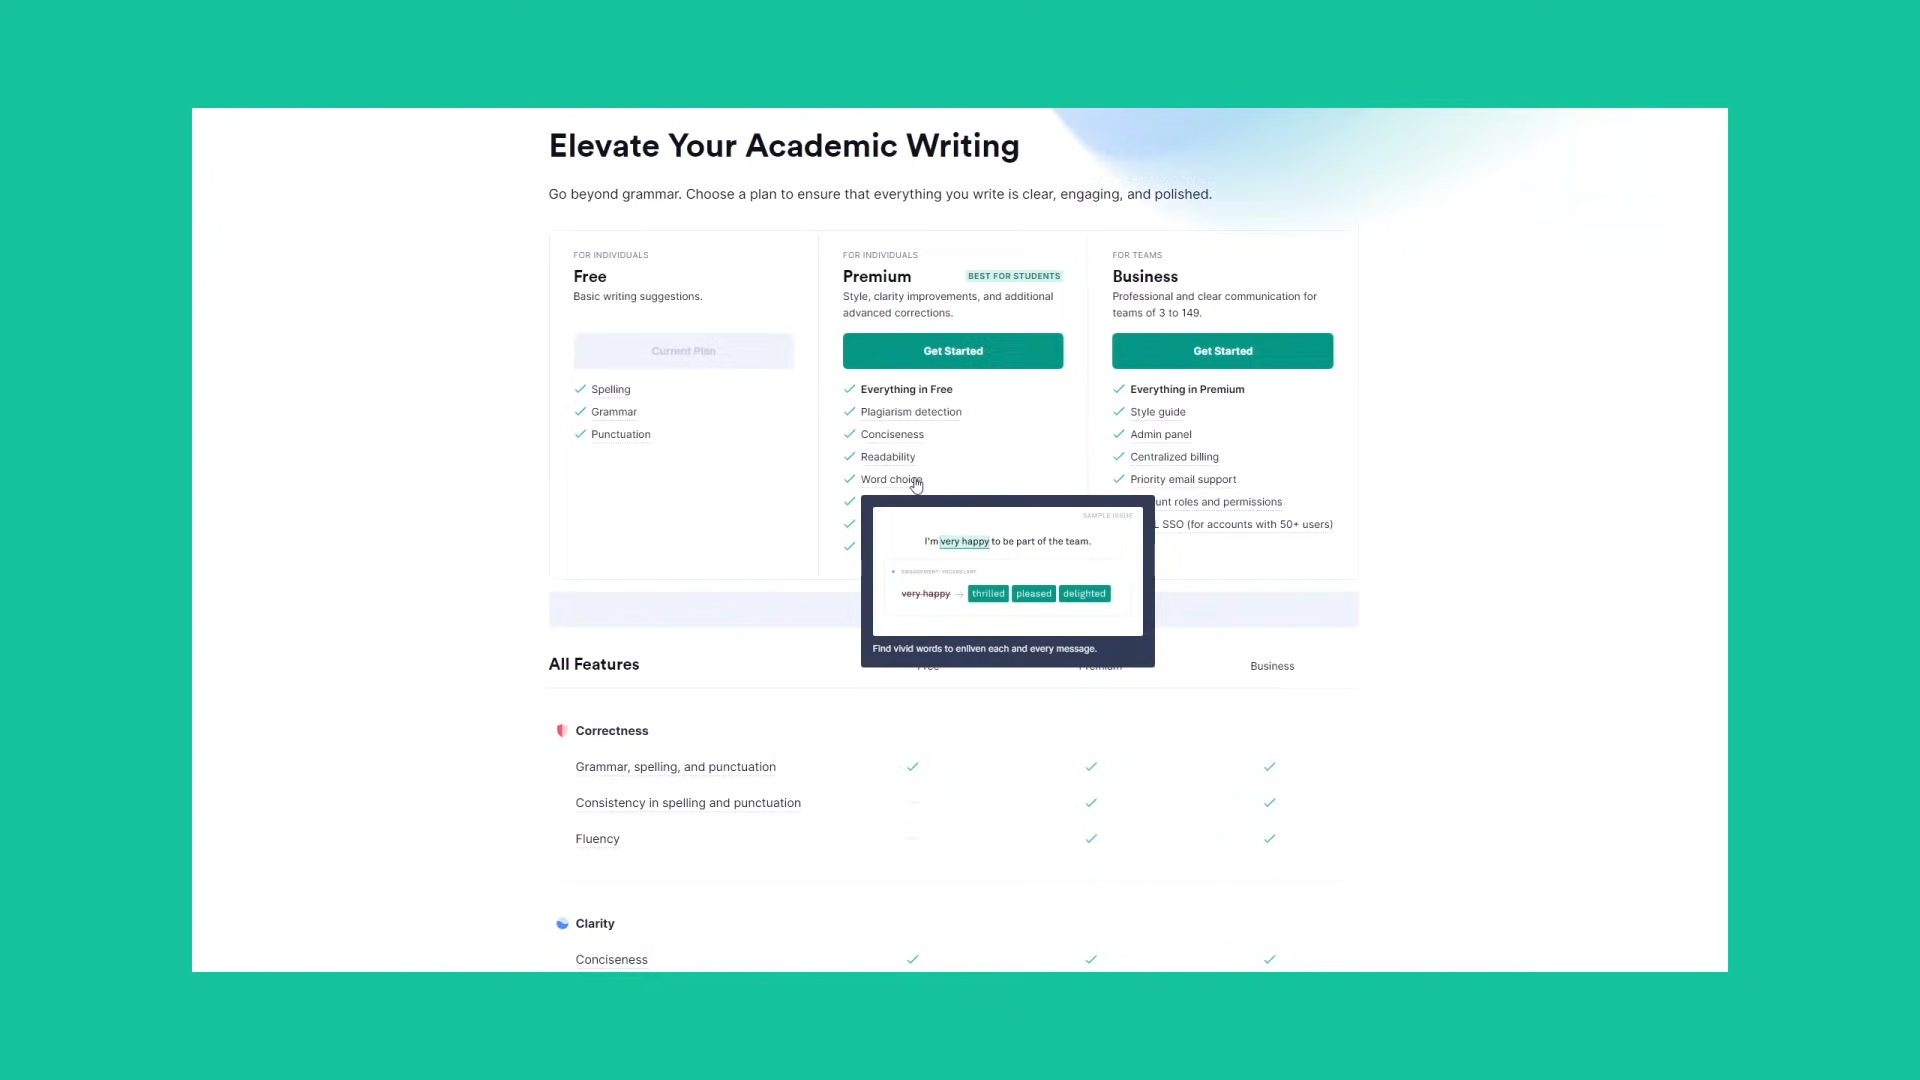 Elevate Your Academic Writing
Go beyond grammar. Choose a plan to ensure that everything you write is clear, engaging, and polished.
FOR INDIVIDUALS
Free
Basic writing suggestions.
Current Plan
Spelling
Grammar
Punctuation
FOR INDIVIDUALS
Premium
BEST FOR STUDENTS
Style, clarity improvements, and additional
advanced corrections.
Get Started
Everything in Free
Plagiarism detection
Conciseness
Readability
Word choice
FOR TEAMS
Business
Professional and clear communication for
teams of 3 to 149.
Get Started
Everything in Premium
Style guide
Admin panel
Centralized billing
Priority email support
roles and permissions
SSO (for accounts with 50+ users)
SAMPLE ISSUE
I'm very happy to be part of the team.
ENGAGEMENT: VOCABULARY
very happy → thrilled pleased delighted
Find vivid words to enliven each and every message.
All Features
Free
Premium
Business
Correctness
Grammar, spelling, and punctuation
Consistency in spelling and punctuation
Fluency
Clarity
Conciseness